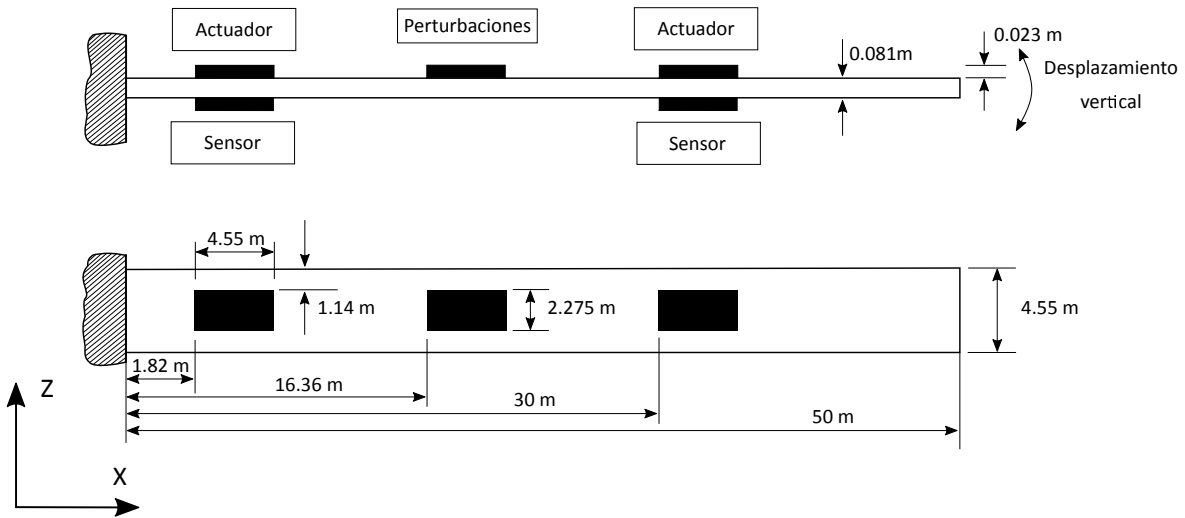 Actuador
Perturbaciones
Actuador
0.023 m
0.081m
Desplazamiento
vertical
Sensor
Sensor
4.55 m
1.14 m
2.275 m
4.55 m
1.82 m
16.36 m
30 m
50 m
Z
X